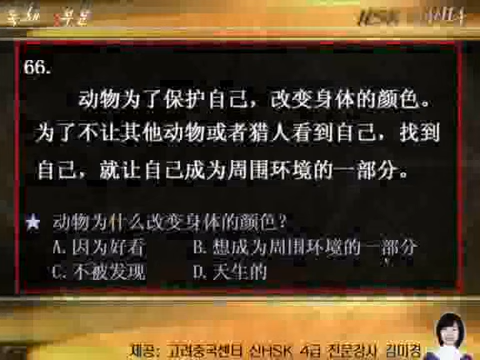 독해 3부분
66.
动物为了保护自己，改变身体的颜色。
为了不让其他动物或者猎人看到自己，找到
自己，就让自己成为周围环境的一部分。
★ 动物为什么改变身体的颜色？
A. 因为好看 B. 想成为周围环境的一部分
C. 不被发现 D. 天生的
제공: 고려중국센터 신HSK 4급 전문강사 김미경